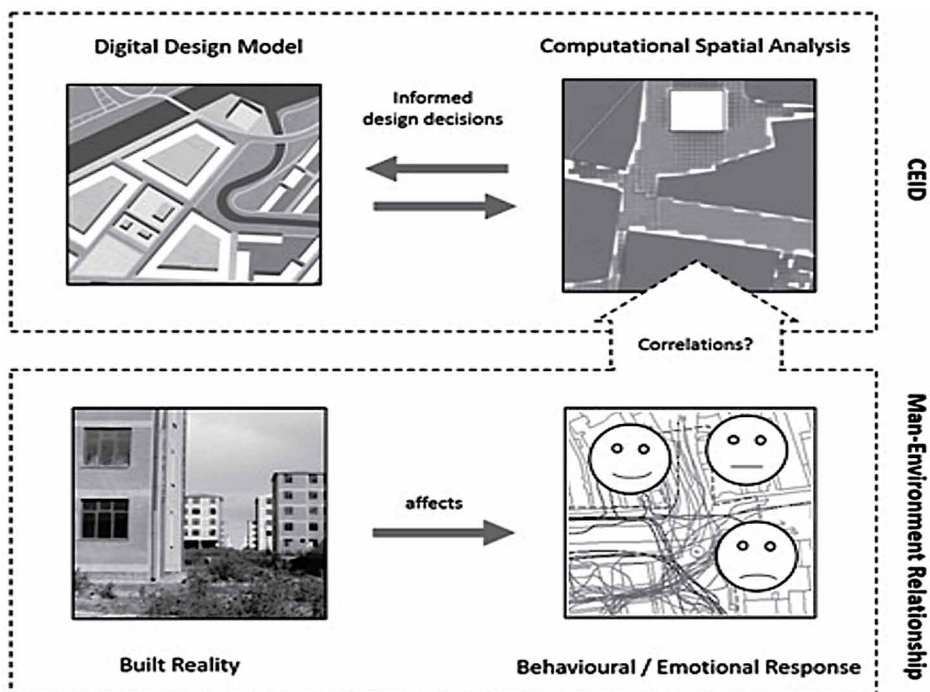 Digital Design Model
Computational Spatial Analysis
Informed
design decisions
CEID
Correlations?
affects
Built Reality
Behavioural / Emotional Response
Man-Environment Relationship